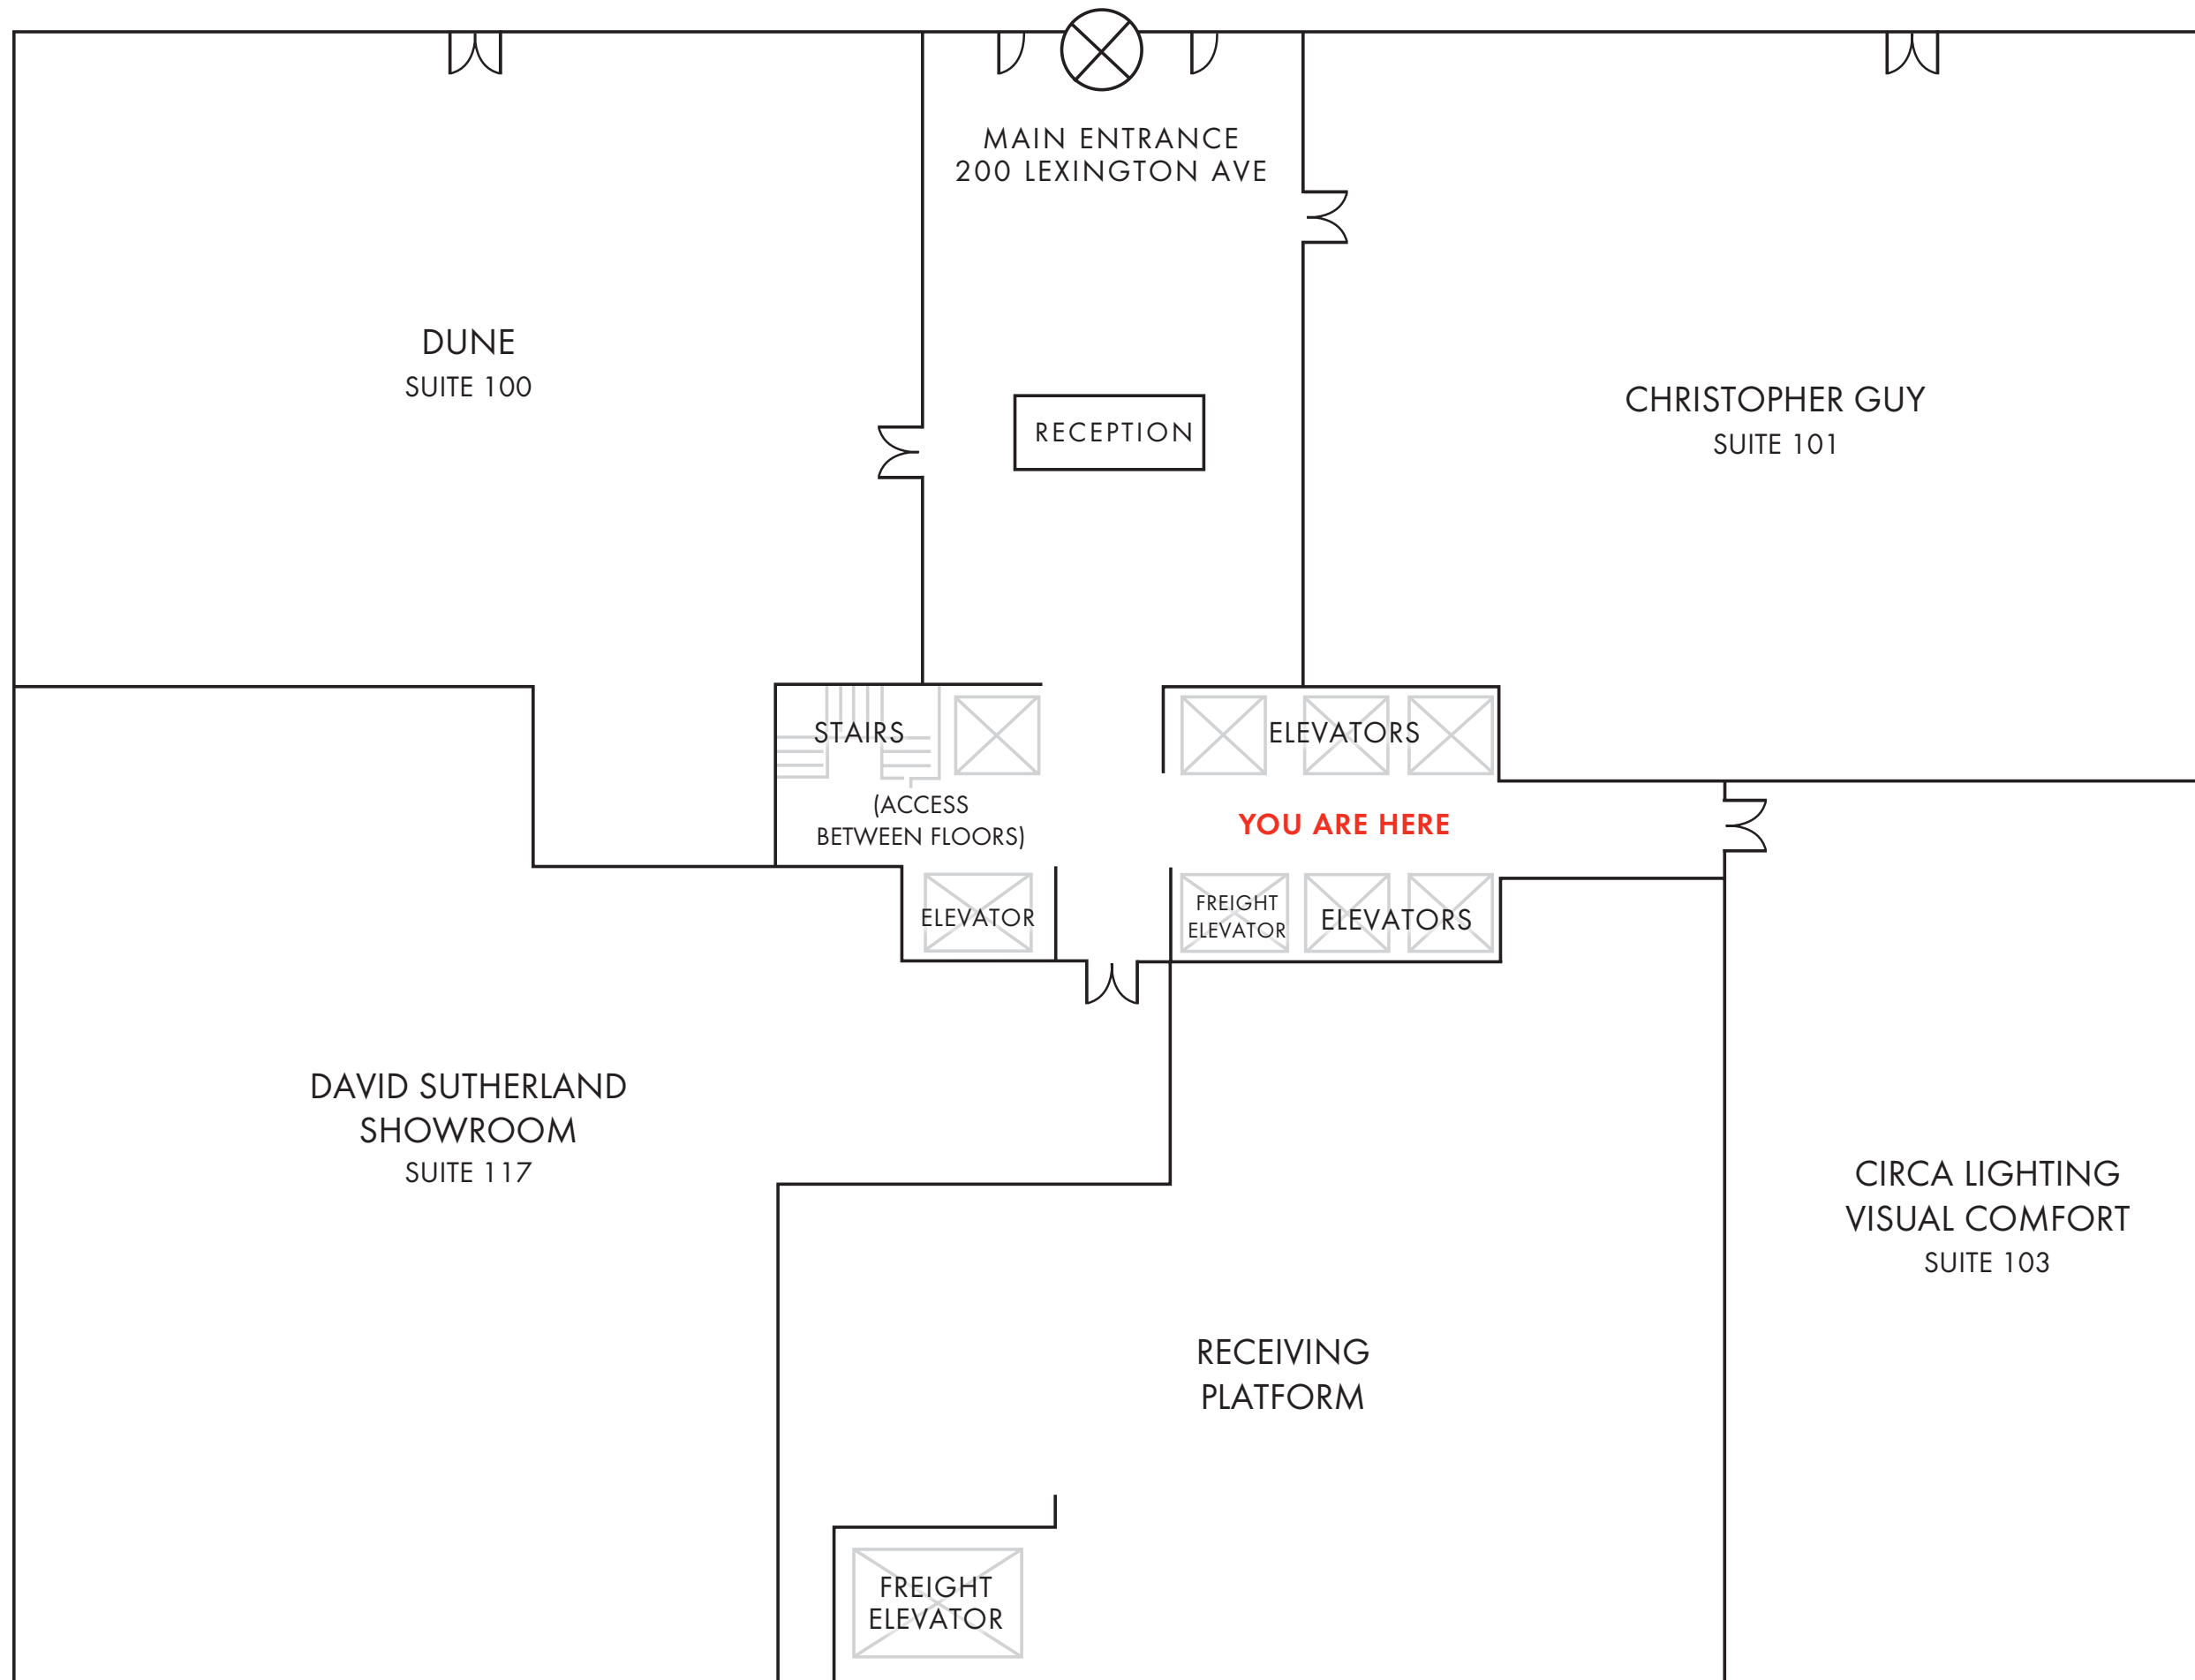 MAIN ENTRANCE
200 LEXINGTON AVE
DUNE
SUITE 100
RECEPTION
CHRISTOPHER GUY
SUITE 101
STAIRS
ELEVATORS
(ACCESS
BETWEEN FLOORS)
YOU ARE HERE
ELEVATOR
FREIGHT
ELEVATOR
ELEVATORS
DAVID SUTHERLAND
SHOWROOM
SUITE 117
CIRCA LIGHTING
VISUAL COMFORT
SUITE 103
RECEIVING
PLATFORM
FREIGHT
ELEVATOR